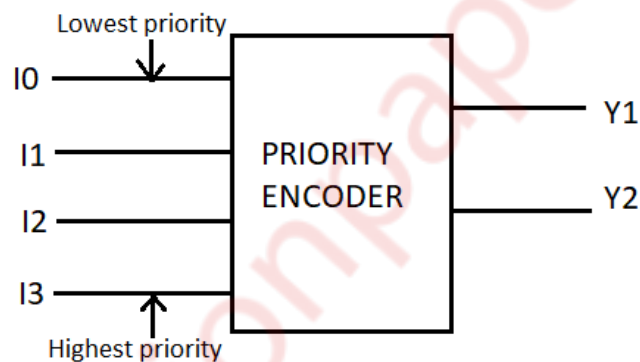 Lowest priority
I0
I1
I2
I3
Highest priority
PRIORITY
ENCODER
Y1
Y2